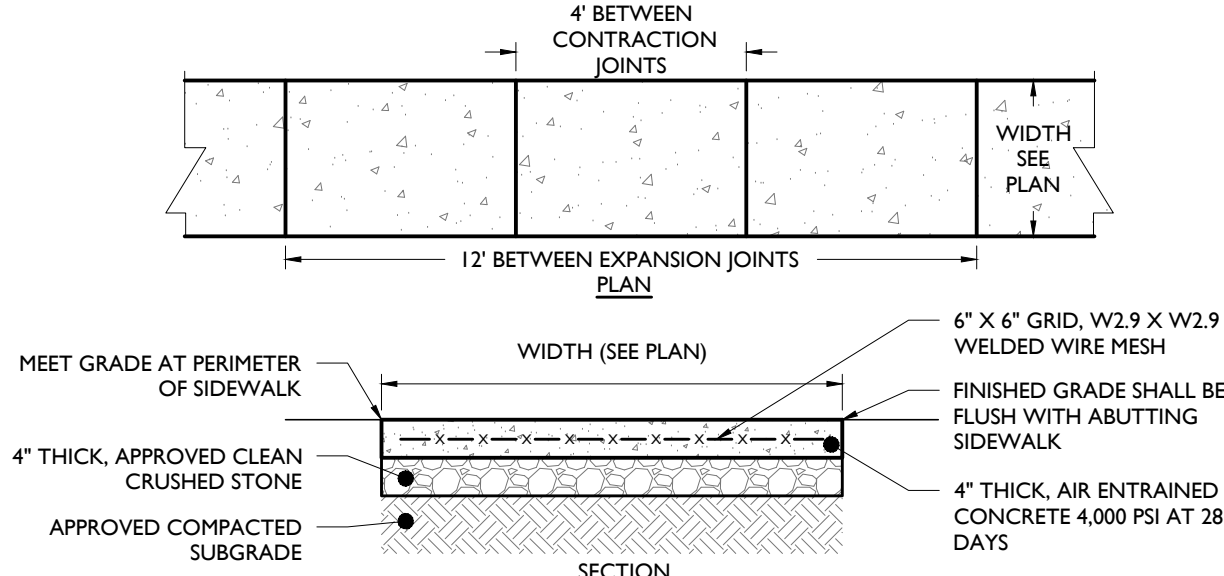 4' BETWEEN
CONTRACTION
JOINTS
WIDTH
SEE
PLAN
12' BETWEEN EXPANSION JOINTS
PLAN
MEET GRADE AT PERIMETER
OF SIDEWALK
4" THICK, APPROVED CLEAN
CRUSHED STONE
APPROVED COMPACTED
SUBGRADE
WIDTH (SEE PLAN)
X X X X X X X X X
6" X 6" GRID, W2.9 X W2.9
WELDED WIRE MESH
FINISHED GRADE SHALL BE
FLUSH WITH ABUTTING
SIDEWALK
4" THICK, AIR ENTRAINED
CONCRETE 4,000 PSI AT 28
DAYS
SECTION